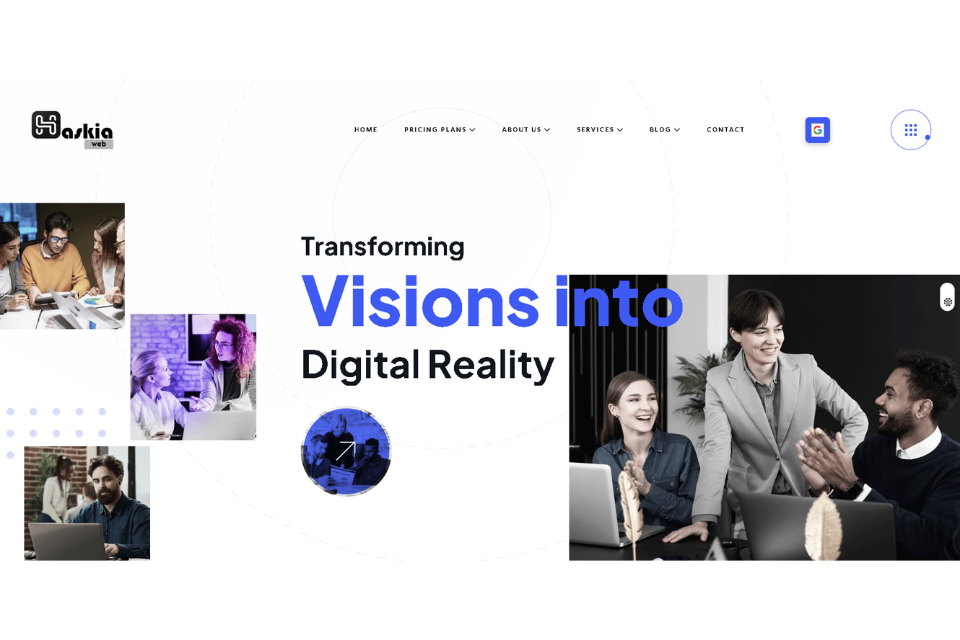 Haskia
web
HOME PRICING PLANS ABOUT US SERVICES BLOG CONTACT
G
Transforming
Visions into
Digital Reality